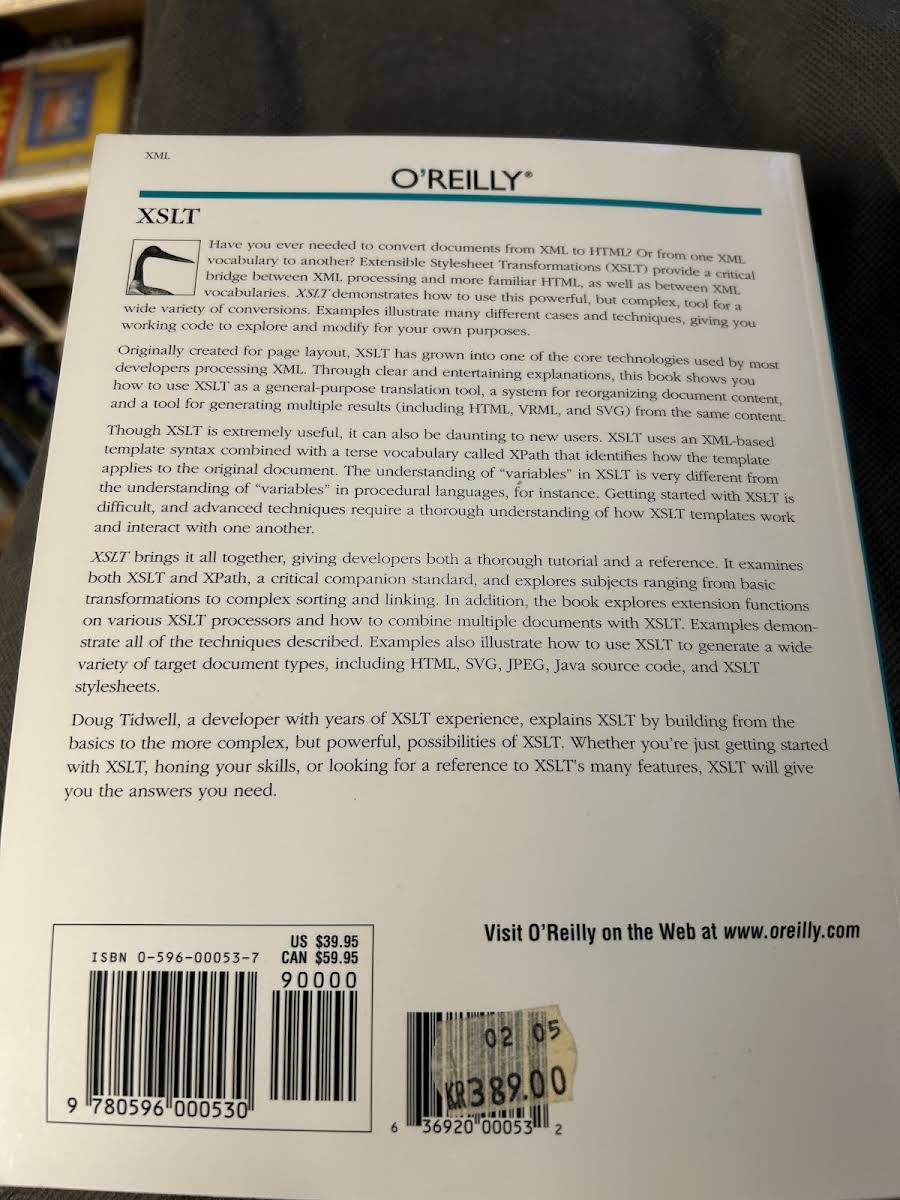 XML
O'REILLY®
XSLT
Have you ever needed to convert documents from XML to HTML? Or from one XML
vocabulary to another? Extensible Stylesheet Transformations (XSLT) provide a critical
bridge between XML processing and more familiar HTML, as well as between XML
vocabularies. XSLT demonstrates how to use this powerful, but complex, tool for a
wide variety of conversions. Examples illustrate many different cases and techniques, giving you
working code to explore and modify for your own purposes.
Originally created for page layout, XSLT has grown into one of the core technologies used by most
developers processing XML. Through clear and entertaining explanations, this book shows you
how to use XSLT as a general-purpose translation tool, a system for reorganizing document content,
and a tool for generating multiple results (including HTML, VRML, and SVG) from the same content.
Though XSLT is extremely useful, it can also be daunting to new users. XSLT uses an XML-based
template syntax combined with a terse vocabulary called XPath that identifies how the template
applies to the original document. The understanding of “variables” in XSLT is very different from
the understanding of “variables” in procedural languages, for instance. Getting started with XSLT is
difficult, and advanced techniques require a thorough understanding of how XSLT templates work
and interact with one another.
XSLT brings it all together, giving developers both a thorough tutorial and a reference. It examines
both XSLT and XPath, a critical companion standard, and explores subjects ranging from basic
transformations to complex sorting and linking. In addition, the book explores extension functions
on various XSLT processors and how to combine multiple documents with XSLT. Examples demon-
strate all of the techniques described. Examples also illustrate how to use XSLT to generate a wide
variety of target document types, including HTML, SVG, JPEG, Java source code, and XSLT
stylesheets.
Doug Tidwell, a developer with years of XSLT experience, explains XSLT by building from the
basics to the more complex, but powerful, possibilities of XSLT. Whether you're just getting started
with XSLT, honing your skills, or looking for a reference to XSLT's many features, XSLT will give
you the answers you need.
Visit O'Reilly on the Web at www.oreilly.com
US $39.95
ISBN 0-596-00053-7 CAN $59.95
90000
9 780596 000530
02 05
KR389.00
6 36920 00053 2